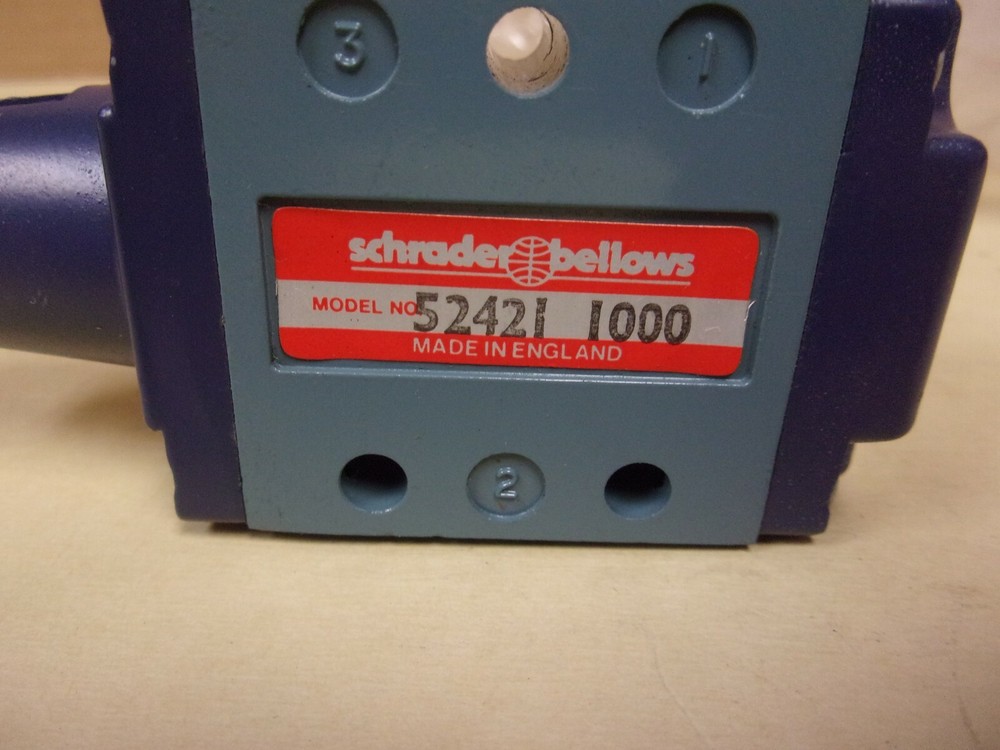 3 1
schrader bellows
MODEL NO 52421 1000
MADE IN ENGLAND
2